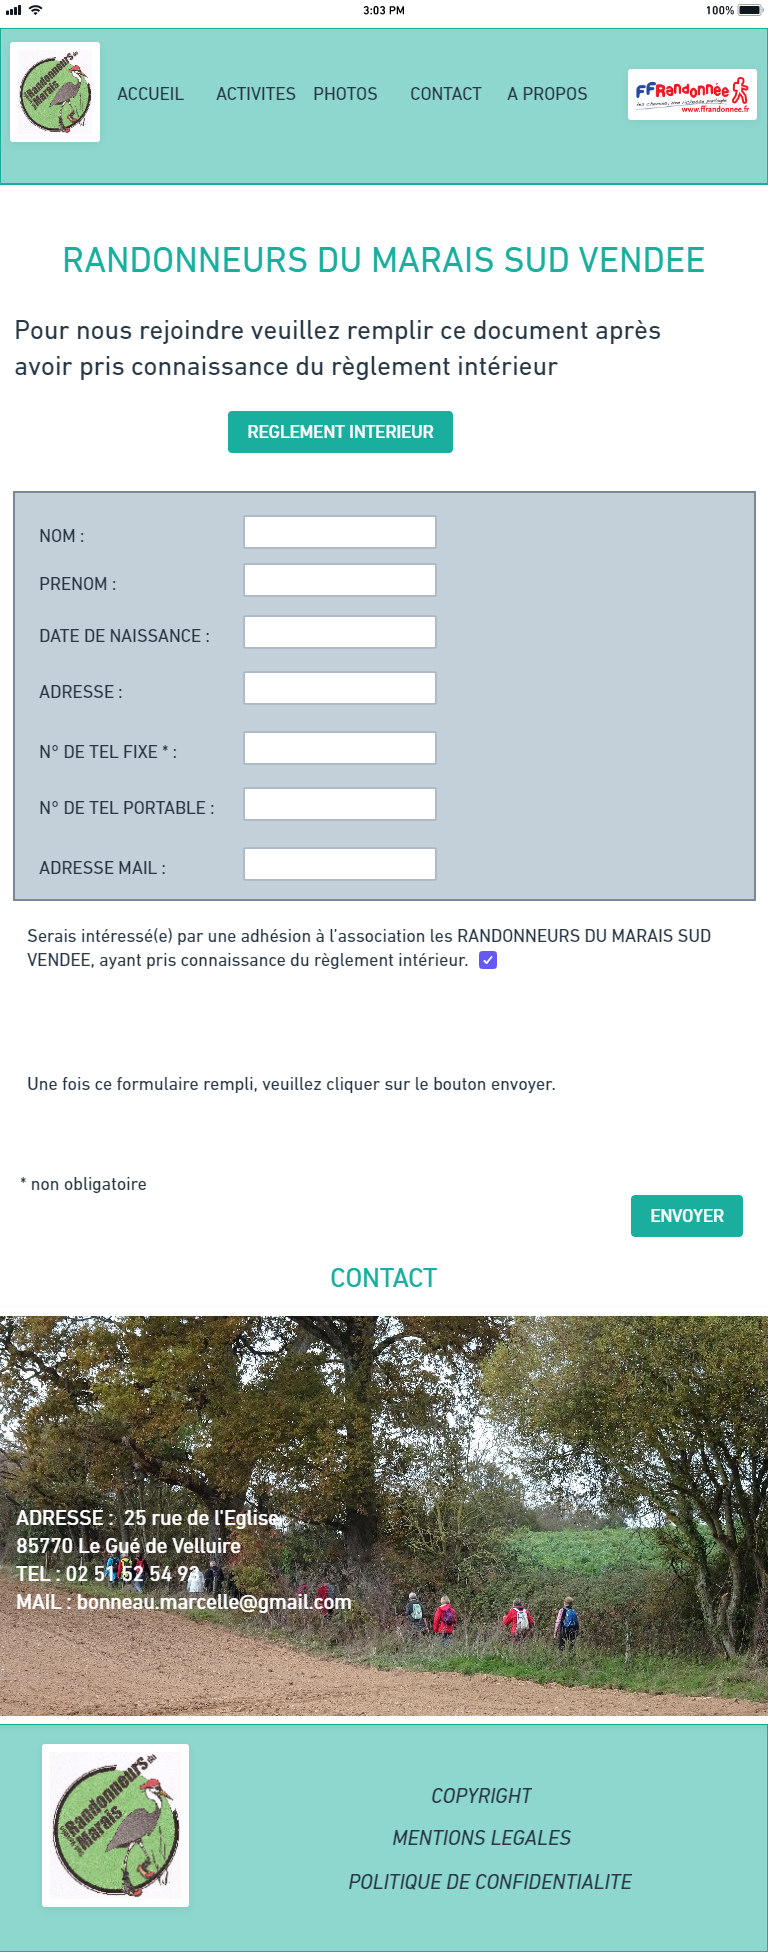 3:03 PM
100%
les Randonneurs du
du Marais
ACCUEIL
ACTIVITES
PHOTOS
CONTACT
A PROPOS
FFRandonnée
les chemins, une richesse partagée
www.ffrandonnee.fr
RANDONNEURS DU MARAIS SUD VENDEE
Pour nous rejoindre veuillez remplir ce document après
avoir pris connaissance du règlement intérieur
REGLEMENT INTERIEUR
NOM :
PRENOM :
DATE DE NAISSANCE :
ADRESSE :
N° DE TEL FIXE * :
N° DE TEL PORTABLE :
ADRESSE MAIL :
Serais intéressé(e) par une adhésion à l’association les RANDONNEURS DU MARAIS SUD
VENDEE, ayant pris connaissance du règlement intérieur.
Une fois ce formulaire rempli, veuillez cliquer sur le bouton envoyer.
* non obligatoire
ENVOYER
CONTACT
ADRESSE : 25 rue de l'Eglise
85770 Le Gué de Velluire
TEL : 02 51 52 54 93
MAIL : bonneau.marcelle@gmail.com
les Randonneurs du
du Marais
COPYRIGHT
MENTIONS LEGALES
POLITIQUE DE CONFIDENTIALITE